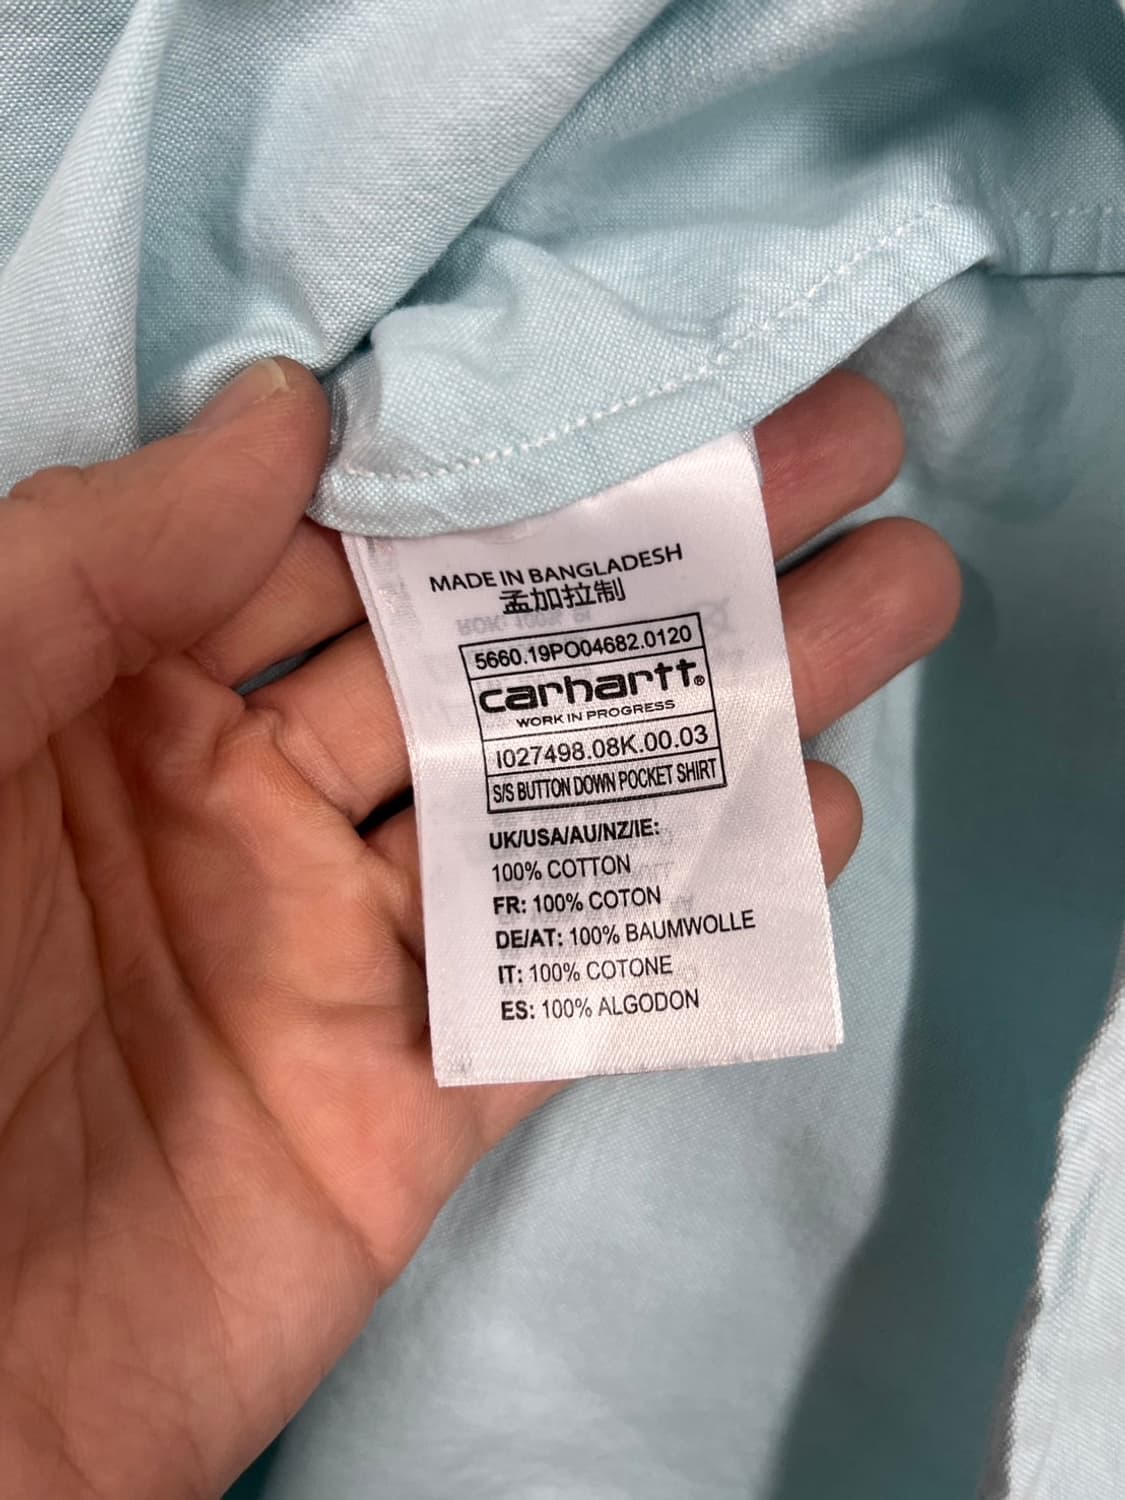 MADE IN BANGLADESH
孟加拉制
5660.19PO04682.0120
carhartt®
WORK IN PROGRESS
I027498.08K.00.03
S/S BUTTON DOWN POCKET SHIRT
UK/USA/AU/NZ/IE:
100% COTTON
FR: 100% COTON
DE/AT: 100% BAUMWOLLE
IT: 100% COTONE
ES: 100% ALGODON